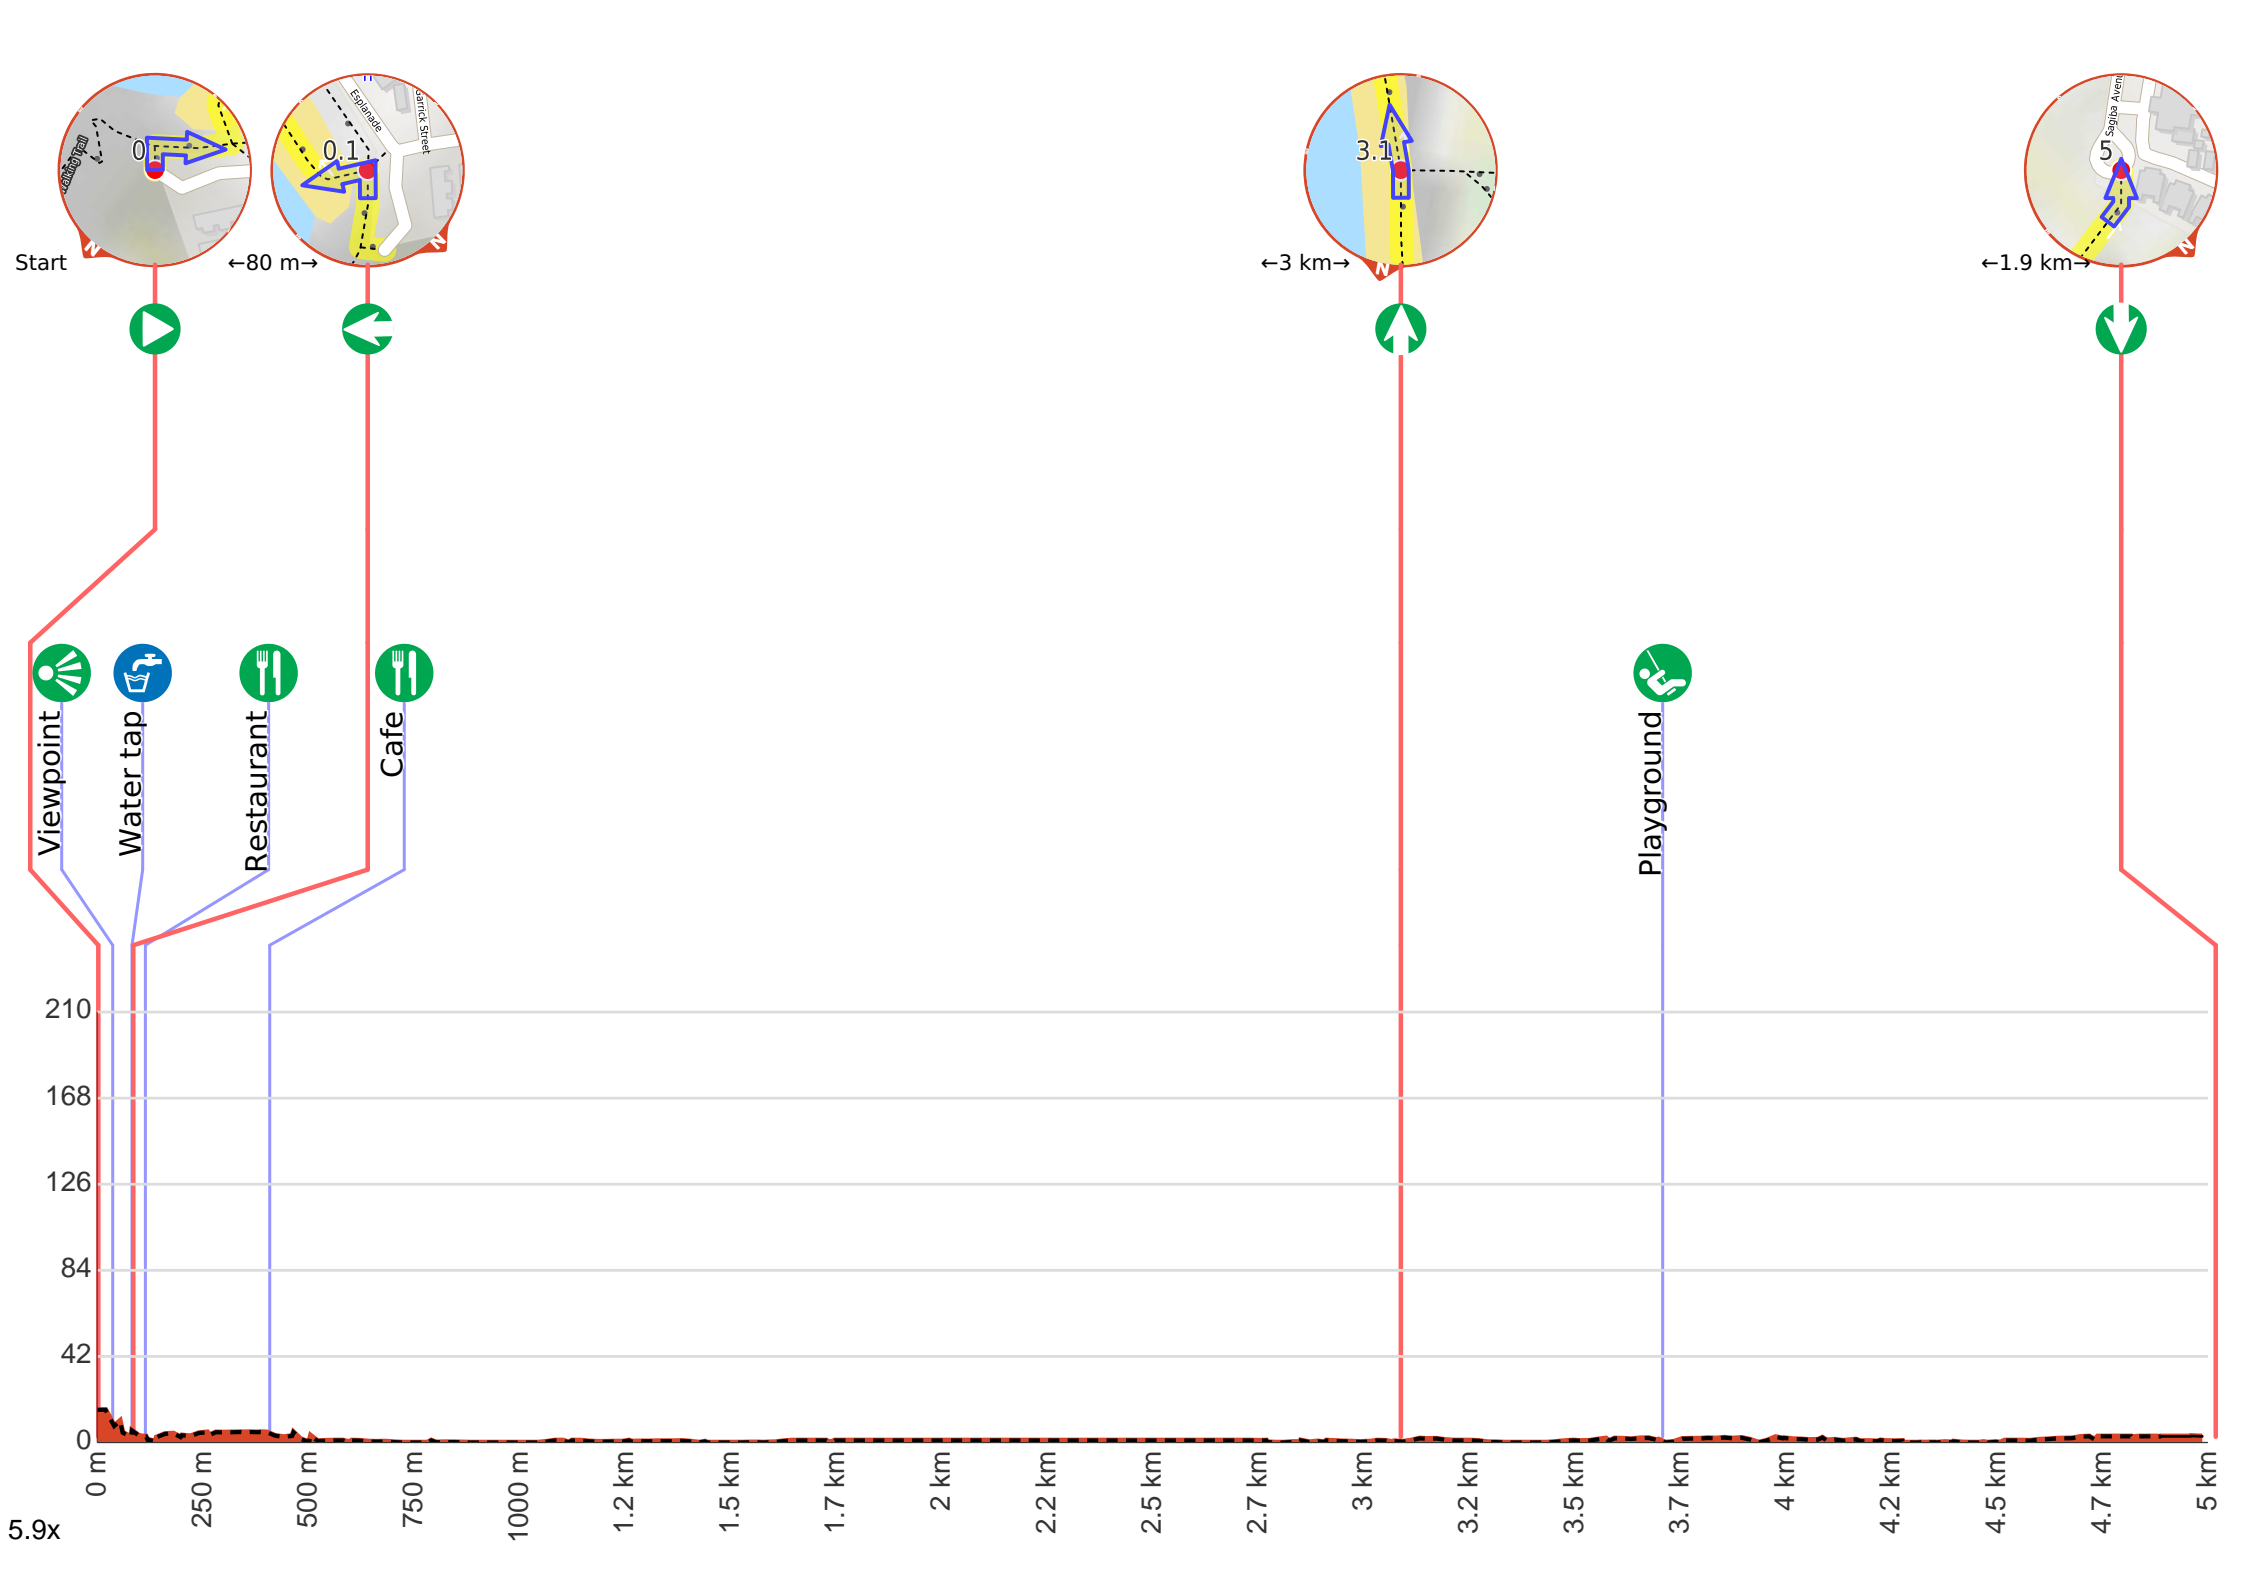 Walking Trail
0
Start
Esplanade
Garrick Street
0.1
N
←80 m→
N
3.1
←3 km→
N
Sagiba Avenu
5
←1.9 km→
N
Viewpoint
Water tap
Restaurant
Cafe
Playground
210
168
126
84
42
0
0 m
250 m
500 m
750 m
1000 m
1.2 km
1.5 km
1.7 km
2 km
2.2 km
2.5 km
2.7 km
3 km
3.2 km
3.5 km
3.7 km
4 km
4.2 km
4.5 km
4.7 km
5 km
5.9x